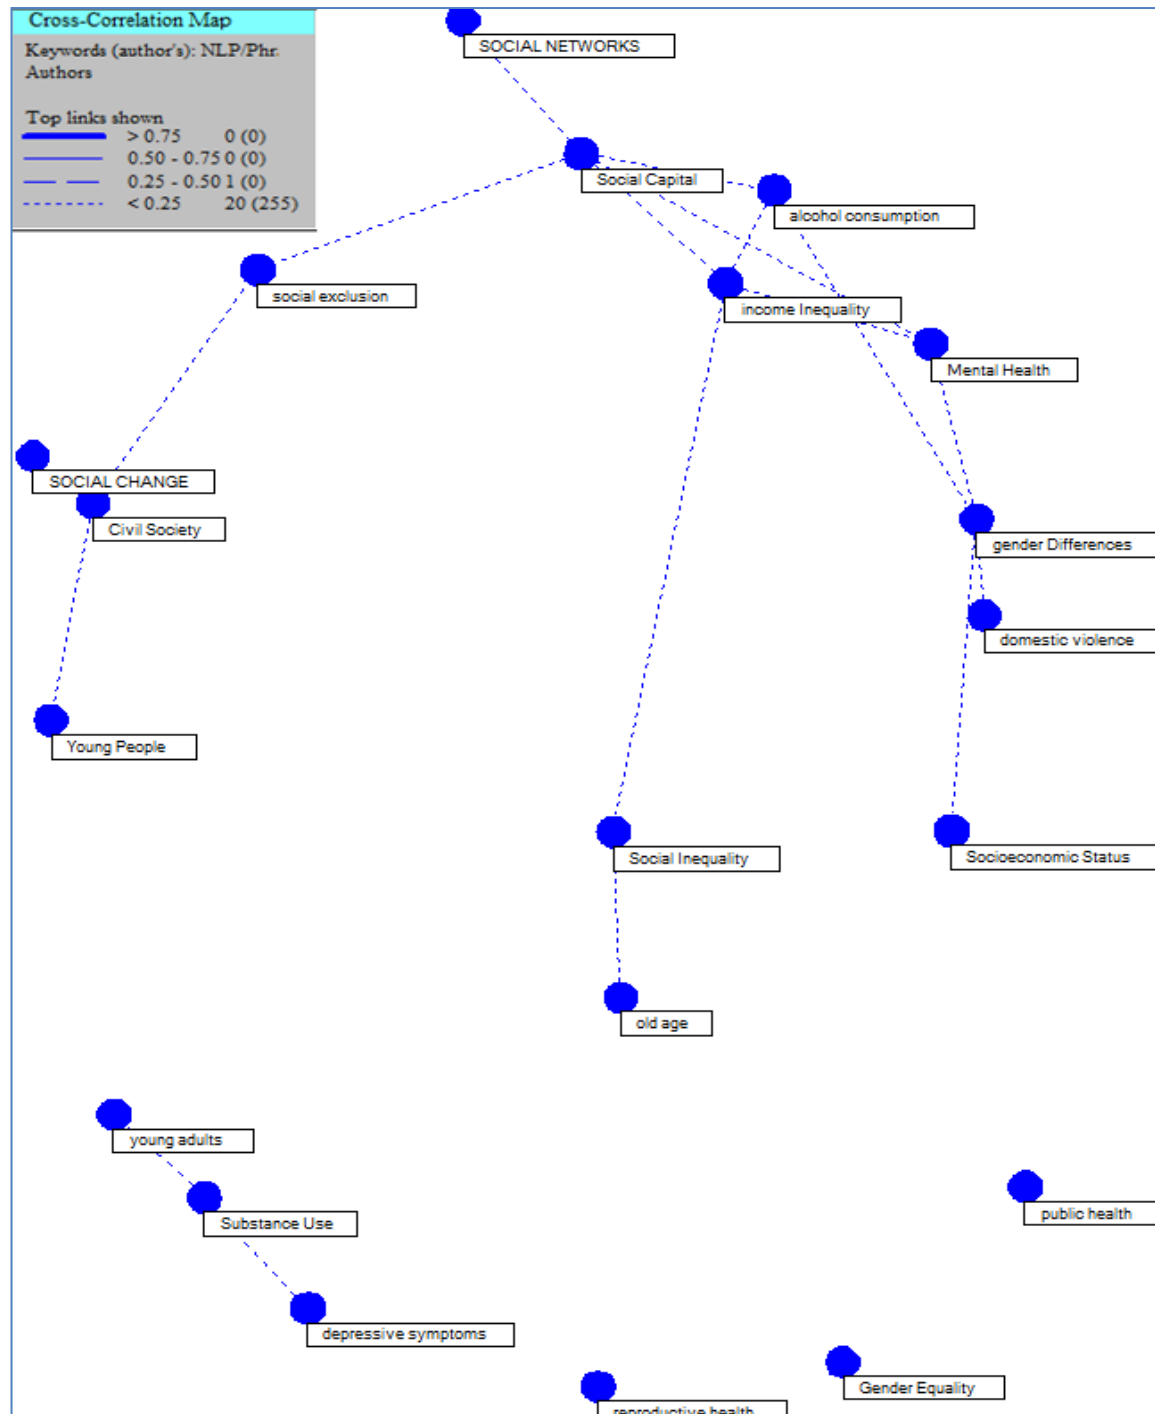 Cross-Correlation Map
Keywords (author's): NLP/Phr.
Authors
Top links shown
> 0.75 0 (0)
0.50 - 0.75 0 (0)
0.25 - 0.50 1 (0)
< 0.25 20 (255)
SOCIAL NETWORKS
Social Capital
alcohol consumption
social exclusion
income Inequality
Mental Health
SOCIAL CHANGE
Civil Society
gender Differences
domestic violence
Young People
Social Inequality
Socioeconomic Status
old age
young adults
Substance Use
public health
depressive symptoms
Gender Equality
reproductive health